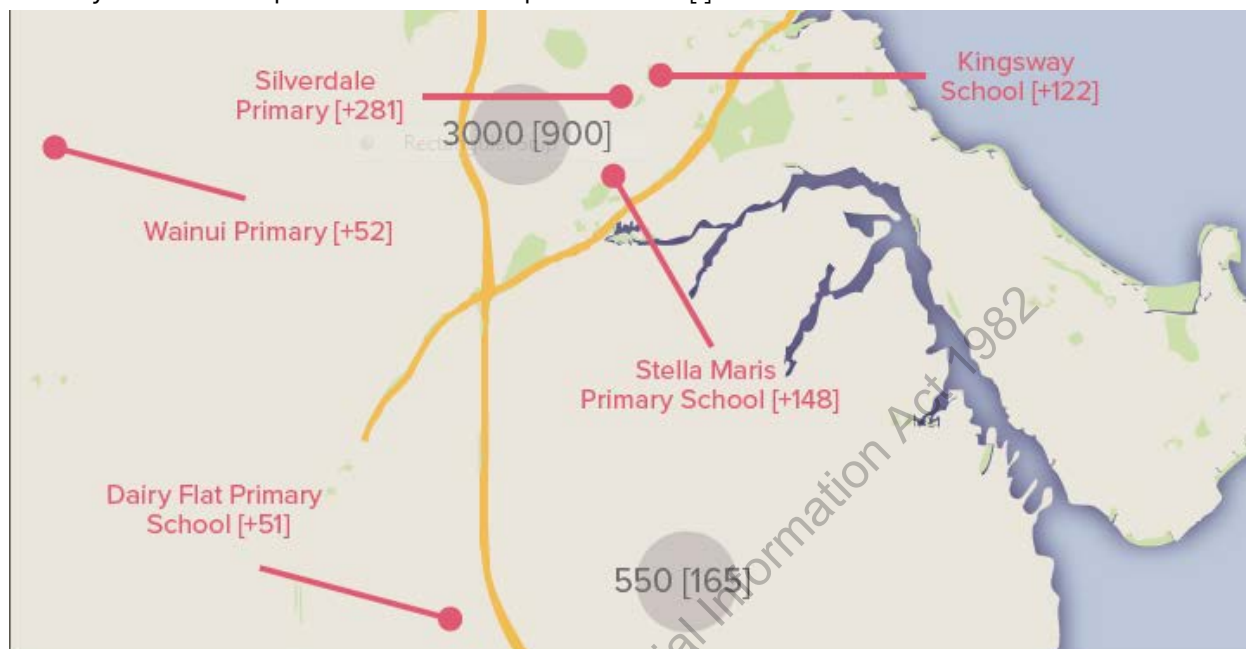 Silverdale
Primary [+281]
Kingsway
School [+122]
3000 [900]
Wainui Primary [+52]
Stella Maris
Primary School [+148]
Dairy Flat Primary
School [+51]
550 [165]
Information Act 1982